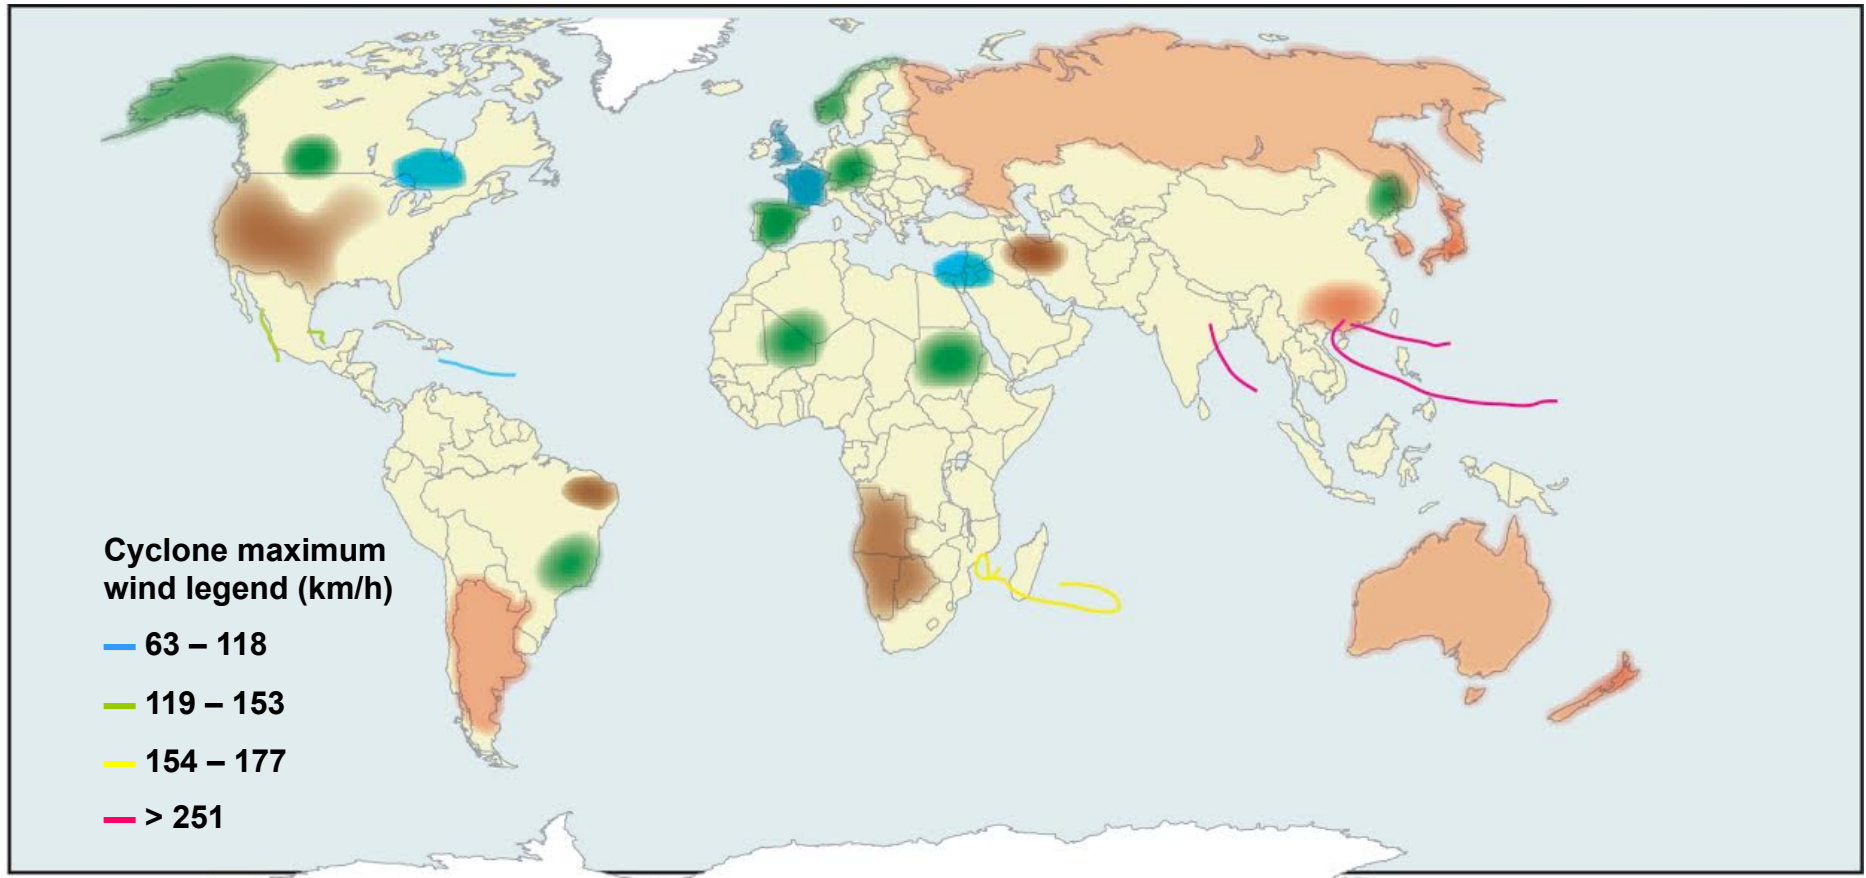 Cyclone maximum
wind legend (km/h)
63 – 118
119 – 153
154 – 177
> 251